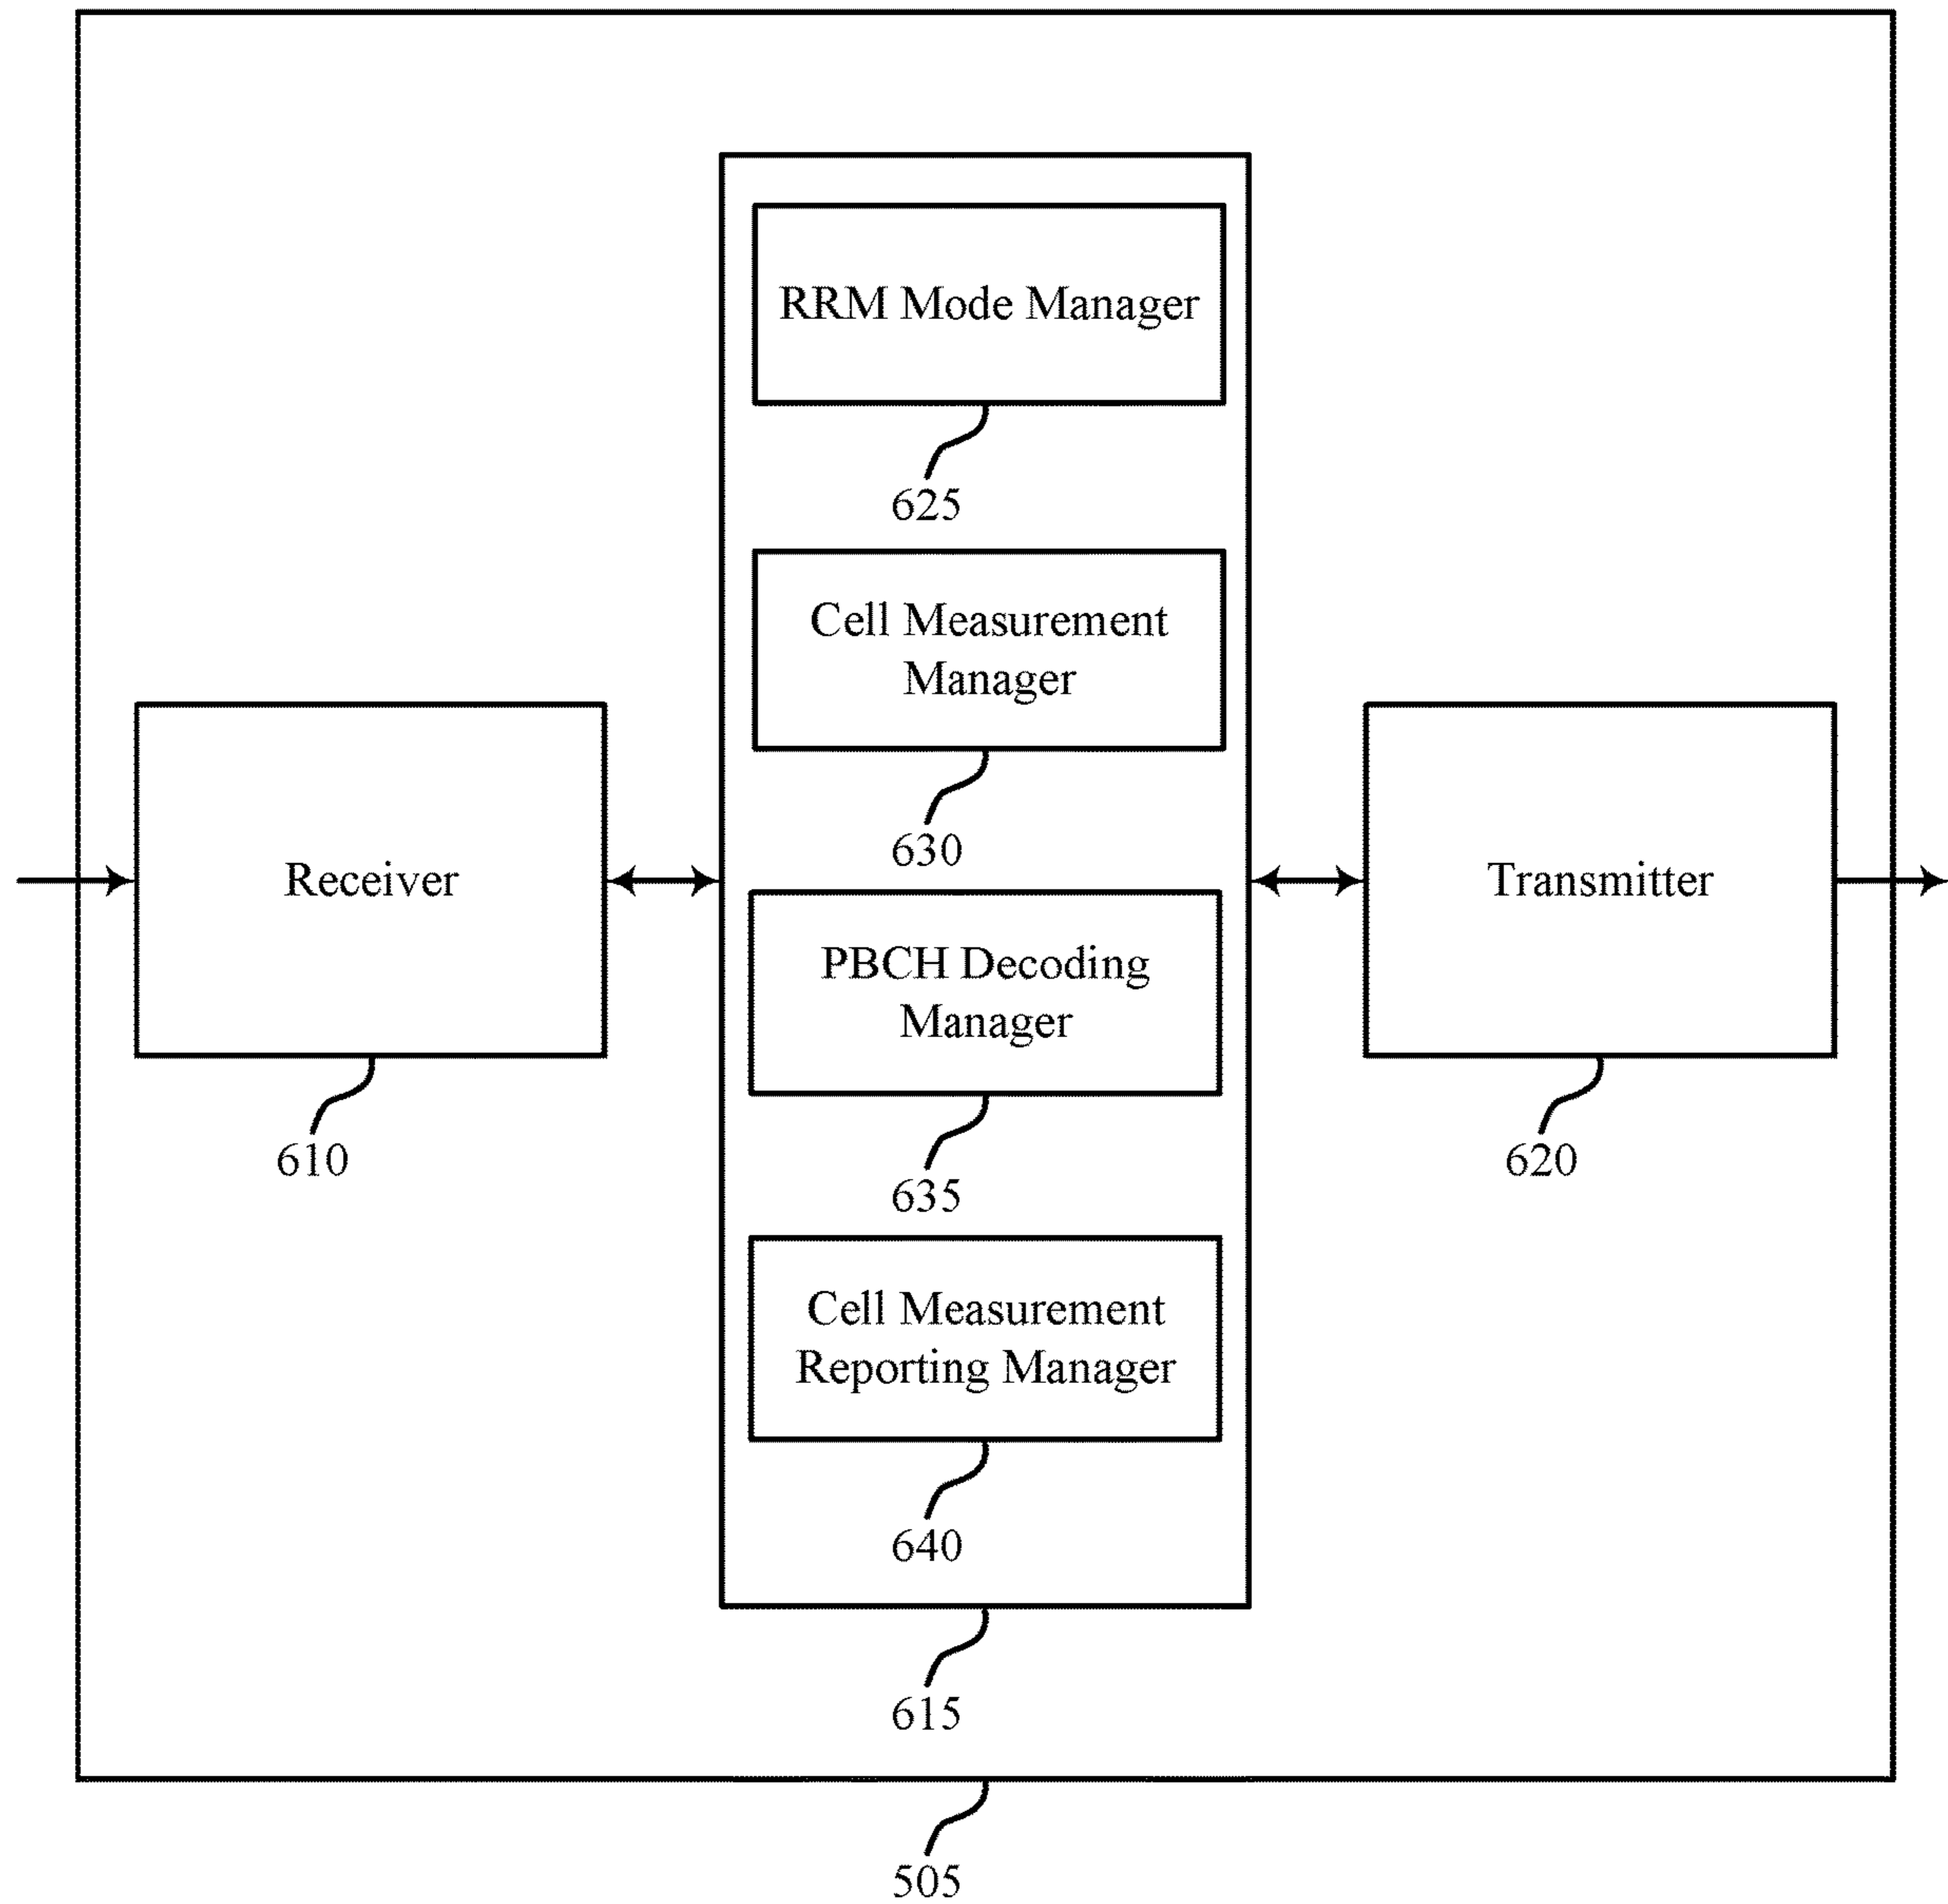 RRM Mode Manager
625
Cell Measurement
Manager
630
Receiver
610
PBCH Decoding
Manager
635
Transmitter
620
Cell Measurement
Reporting Manager
640
615
505